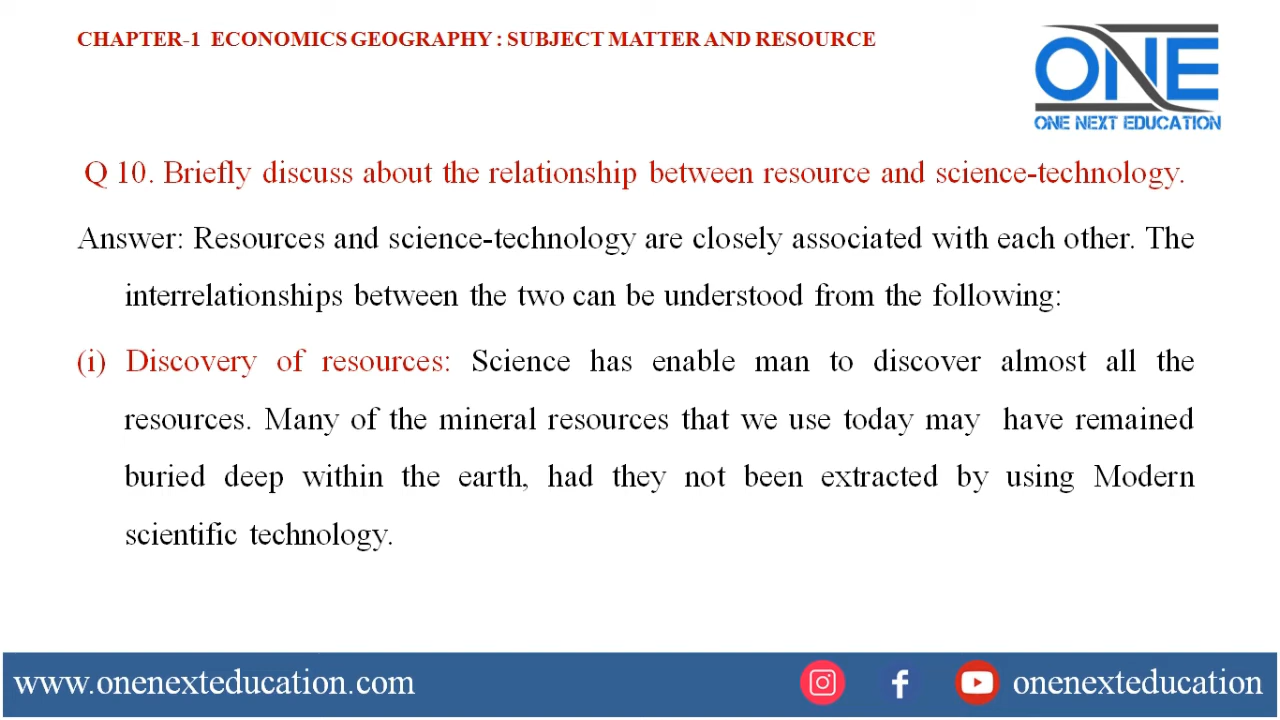 CHAPTER-1 ECONOMICS GEOGRAPHY : SUBJECT MATTER AND RESOURCE
ONE
ONE NEXT EDUCATION
Q 10. Briefly discuss about the relationship between resource and science-technology.
Answer: Resources and science-technology are closely associated with each other. The
interrelationships between the two can be understood from the following:
(i) Discovery of resources: Science has enable man to discover almost all the
resources. Many of the mineral resources that we use today may have remained
buried deep within the earth, had they not been extracted by using Modern
scientific technology.
www.onenexteducation.com
onenexteducation